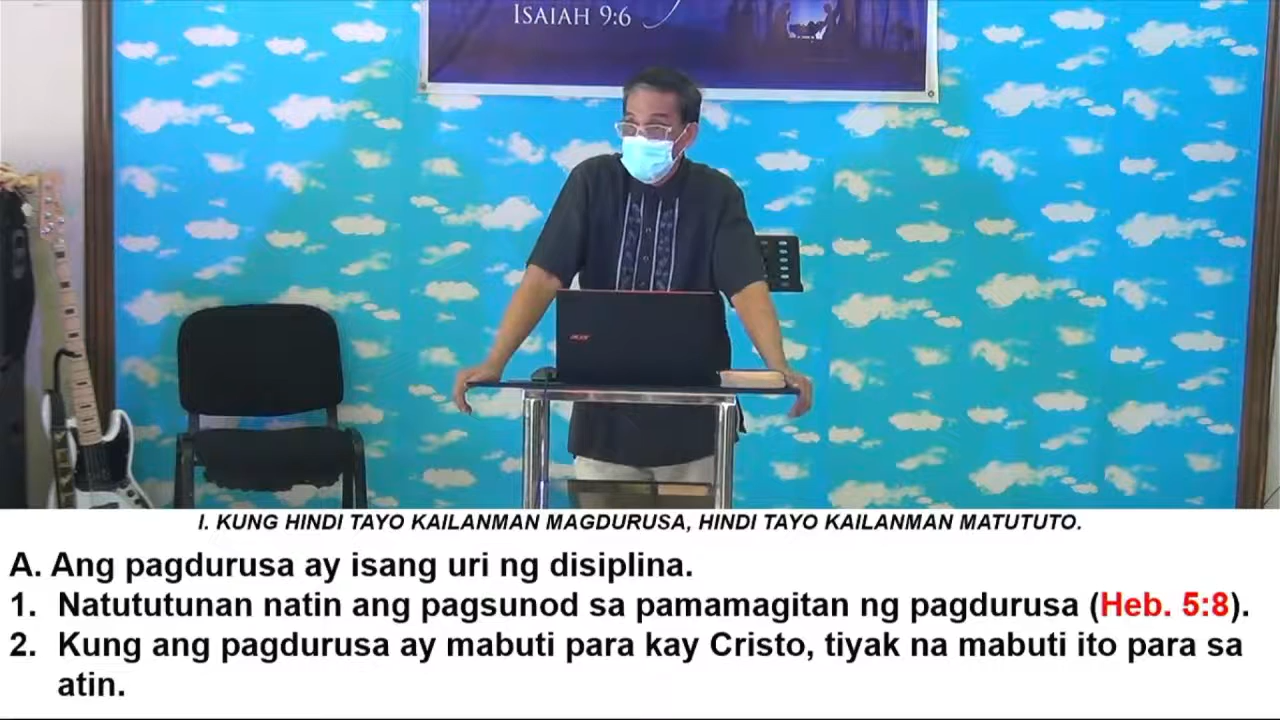 ISAIAH 9:6
acer
I. KUNG HINDI TAYO KAILANMAN MAGDURUSA, HINDI TAYO KAILANMAN MATUTUTO.
A. Ang pagdurusa ay isang uri ng disiplina.
1. Natututunan natin ang pagsunod sa pamamagitan ng pagdurusa (Heb. 5:8).
2. Kung ang pagdurusa ay mabuti para kay Cristo, tiyak na mabuti ito para sa
atin.